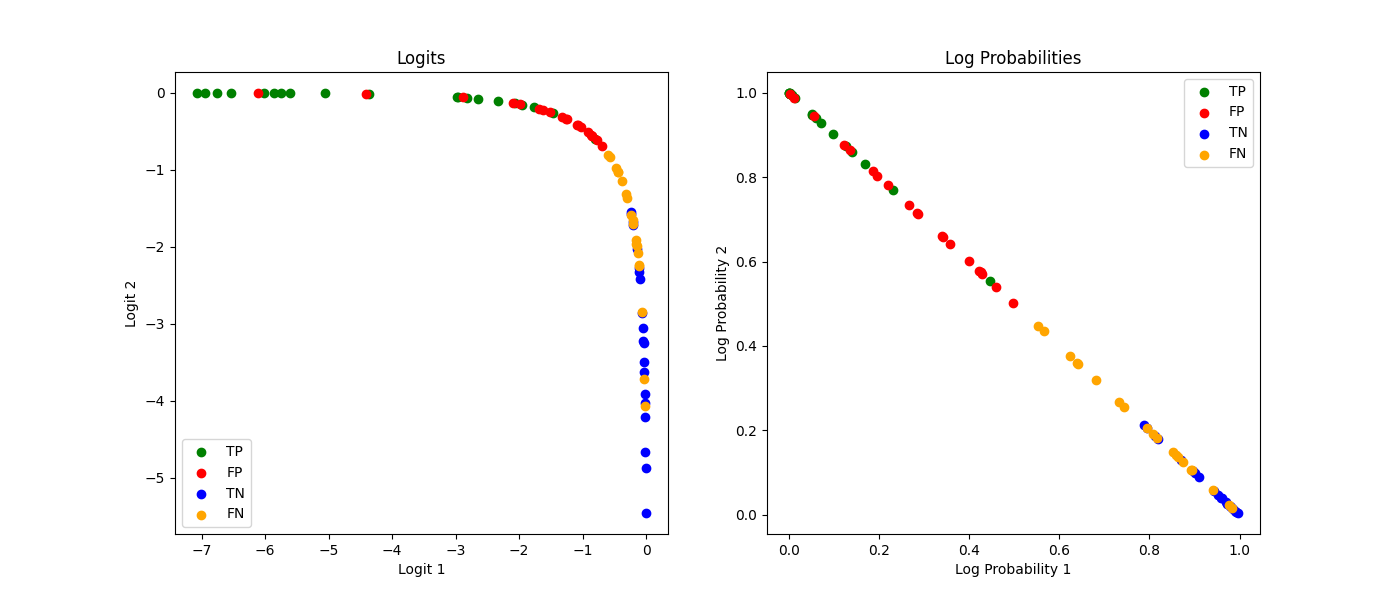 Logits
Logit 2
0
−1
−2
−3
−4
−5
−7
−6
−5
−4
−3
−2
−1
0
Logit 1
TP
FP
TN
FN
Log Probabilities
Log Probability 2
1.0
0.8
0.6
0.4
0.2
0.0
0.0
0.2
0.4
0.6
0.8
1.0
Log Probability 1
TP
FP
TN
FN